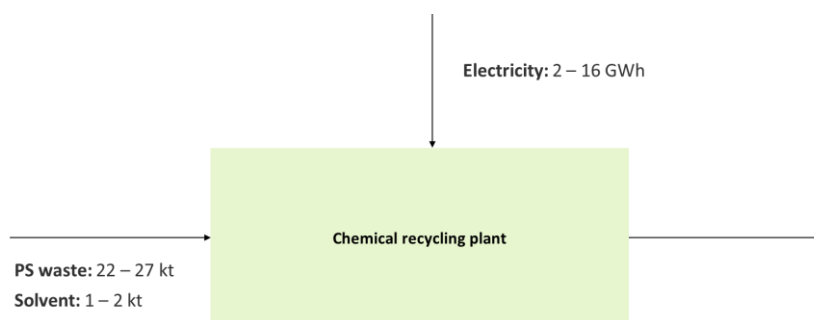 Electricity: 2 – 16 GWh
Chemical recycling plant
PS waste: 22 – 27 kt
Solvent: 1 – 2 kt